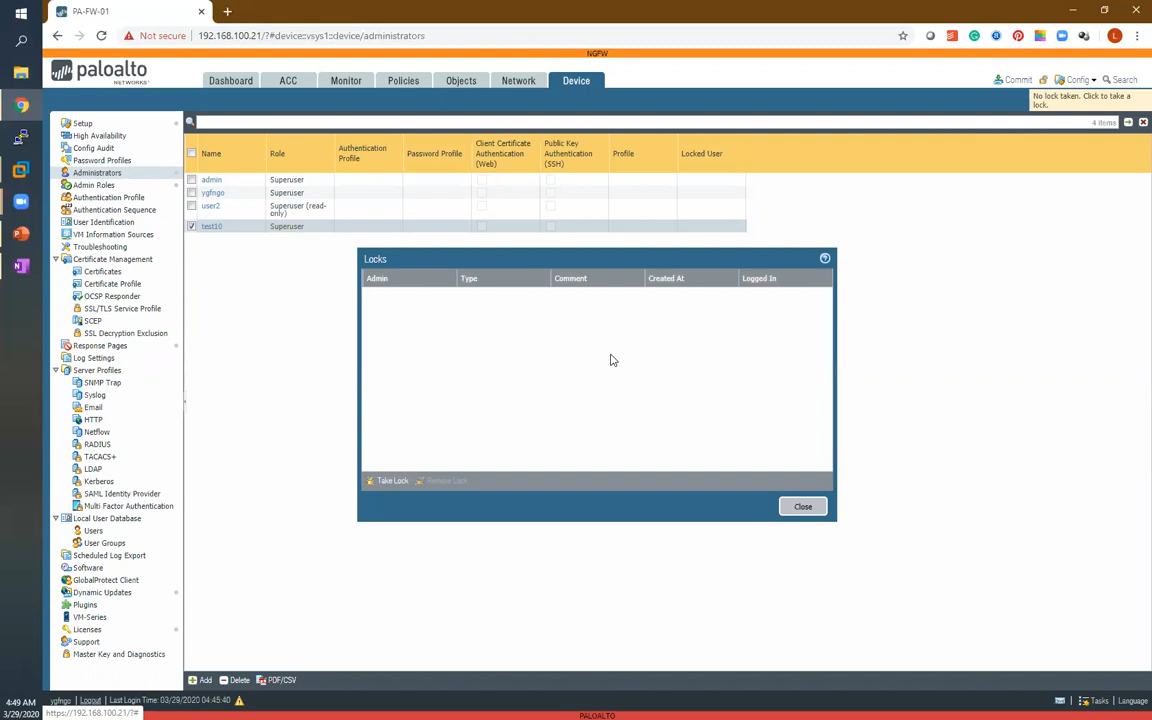 PA-FW-01
Not secure
192.168.100.21/?#device::vsys1::device/administrators
L
NGFW
paloalto
NETWORKS
Dashboard
ACC
Monitor
Policies
Objects
Network
Device
Commit
Config
Search
No lock taken. Click to take a
lock.
4 items
Setup
High Availability
Config Audit
Password Profiles
Administrators
Admin Roles
Authentication Profile
Authentication Sequence
User Identification
VM Information Sources
Troubleshooting
Certificate Management
Certificates
Certificate Profile
OCSP Responder
SSL/TLS Service Profile
SCEP
SSL Decryption Exclusion
Response Pages
Log Settings
Server Profiles
SNMP Trap
Syslog
Email
HTTP
Netflow
RADIUS
TACACS+
LDAP
Kerberos
SAML Identity Provider
Multi Factor Authentication
Local User Database
Users
User Groups
Scheduled Log Export
Software
GlobalProtect Client
Dynamic Updates
Plugins
VM-Series
Licenses
Support
Master Key and Diagnostics
Name
Role
Authentication
Profile
Password Profile
Client Certificate
Authentication
(Web)
Public Key
Authentication
(SSH)
Profile
Locked User
admin
Superuser
ygfngo
Superuser
user2
Superuser (read-
only)
test10
Superuser
Locks
Admin
Type
Comment
Created At
Logged In
Take Lock
Remove Lock
Close
Add
Delete
PDF/CSV
ygfngo
Logout
Last Login Time: 03/29/2020 04:45:40
Tasks
Language
https://192.168.100.21/?#
PALOALTO
4:49 AM
3/29/2020